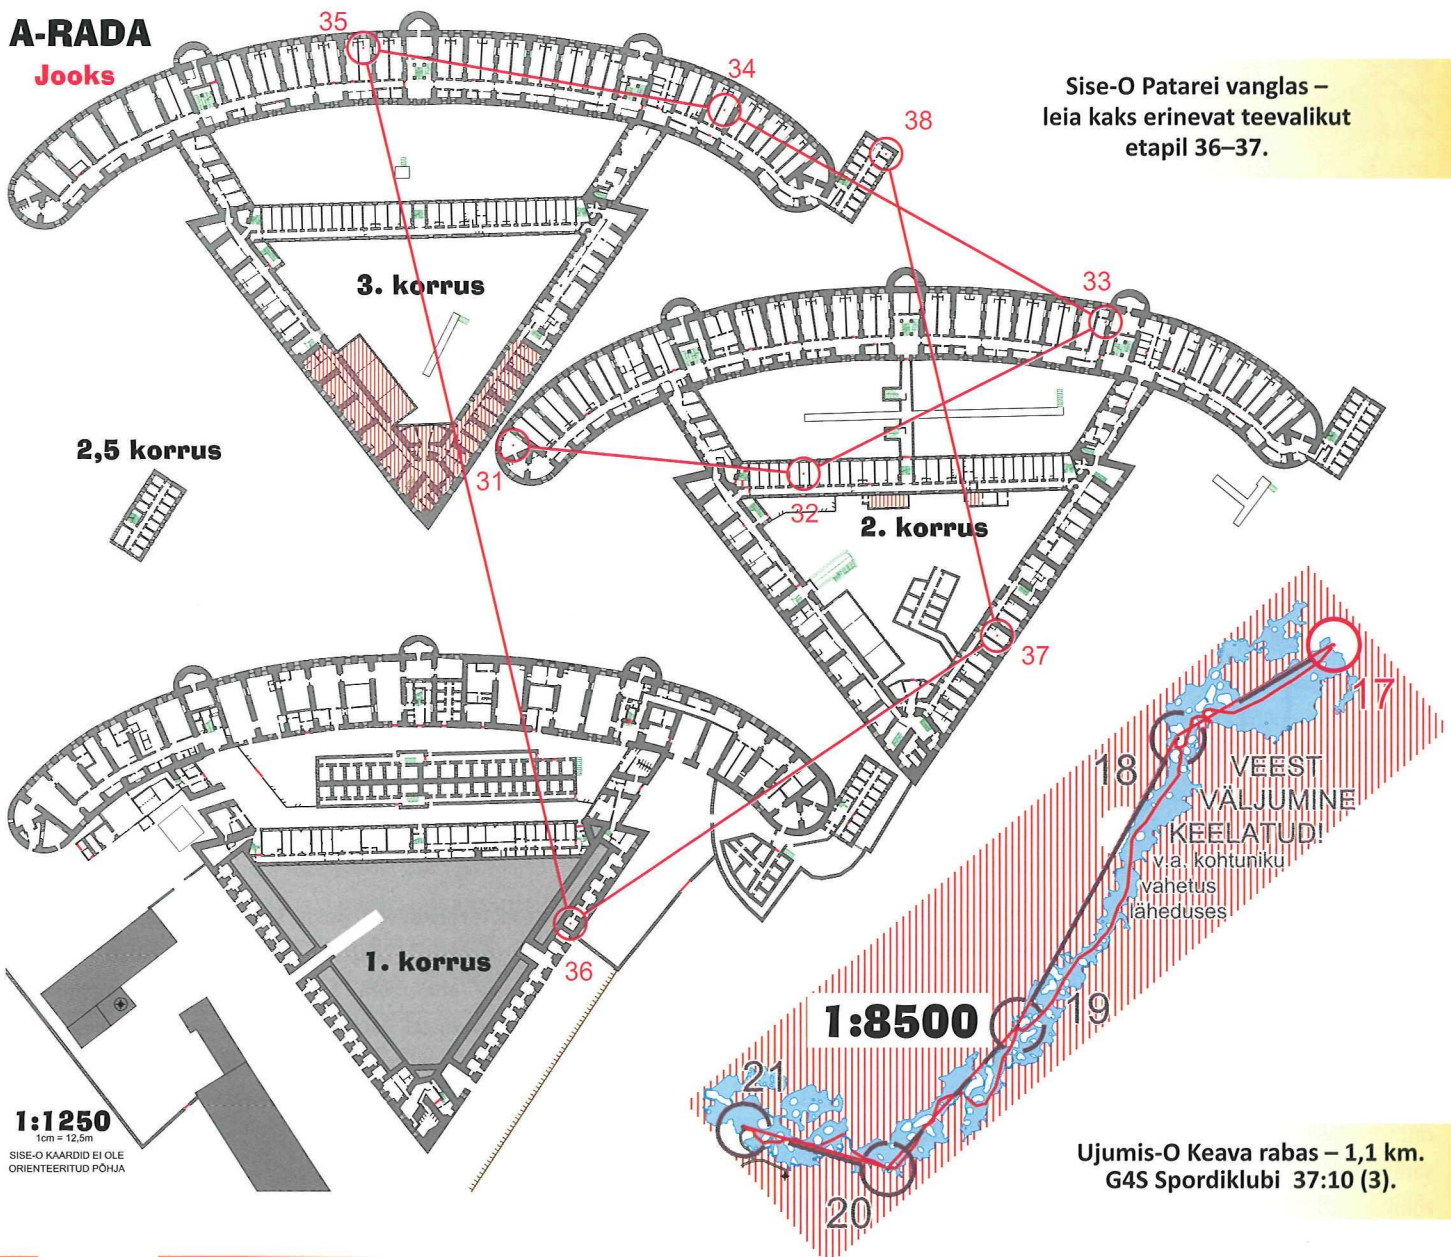 A-RADA
Jooks
35
34
38
Sise-O Patarei vanglas –
leia kaks erinevat teevalikut
etapil 36–37.
33
3. korrus
2,5 korrus
31
32
2. korrus
37
17
18
VEEST
VÄLJUMINE
KEELATUD!
v.a. kohtuniku
vahetus
läheduses
36
1. korrus
1:8500
19
21
20
1:1250
1cm = 12,5m
SISE-O KAARDID EI OLE
ORIENTEERITUD PÕHJA
Ujumis-O Keava rabas – 1,1 km.
G4S Spordiklubi 37:10 (3).